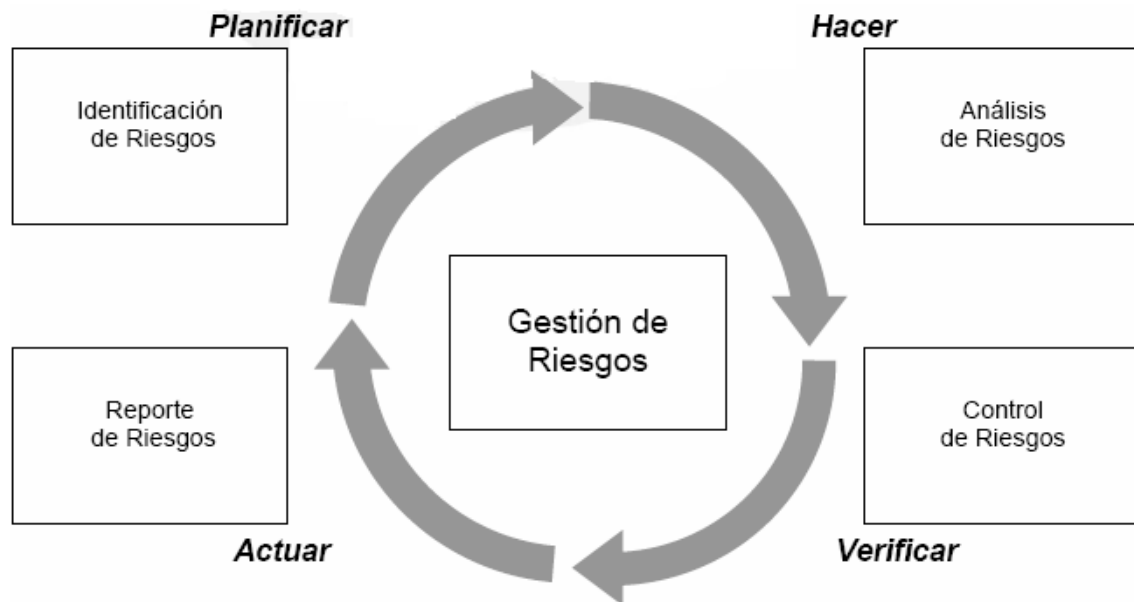 Planificar
Hacer
Identificación
de Riesgos
Análisis
de Riesgos
Gestión de
Riesgos
Reporte
de Riesgos
Control
de Riesgos
Actuar
Verificar